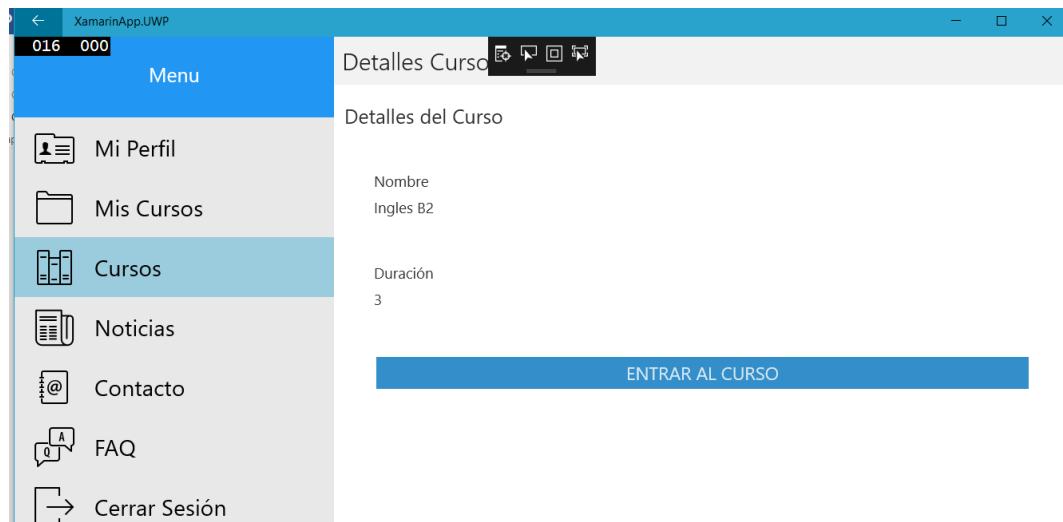 XamarinApp.UWP
016 000
Menu
Mi Perfil
Mis Cursos
Cursos
Noticias
Contacto
FAQ
Cerrar Sesión
Detalles Curso
Detalles del Curso
Nombre
Ingles B2
Duración
3
ENTRAR AL CURSO